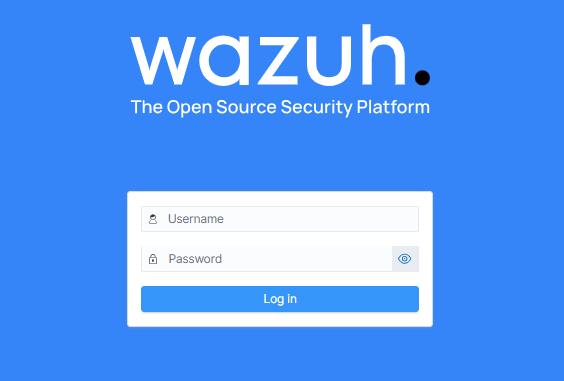 wazuh.
The Open Source Security Platform
Username
Password
Log in